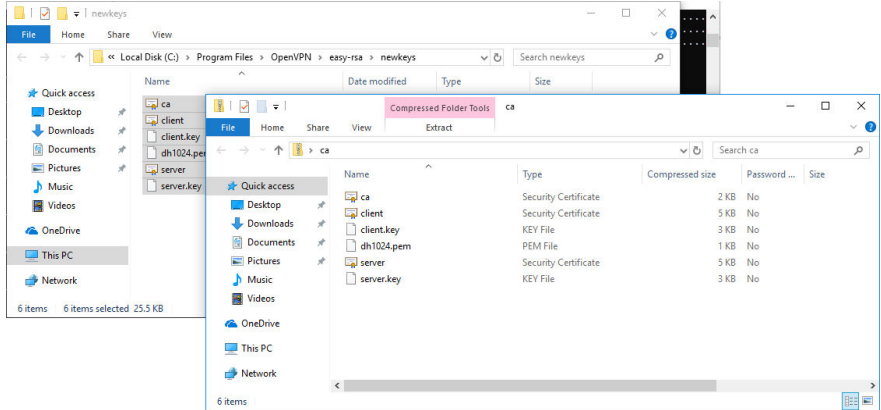 newkeys
File Home Share View
« Local Disk (C:) > Program Files > OpenVPN > easy-rsa > newkeys
Search newkeys
Name Date modified Type Size
Quick access
Desktop
Downloads
Documents
Pictures
Music
Videos
OneDrive
This PC
Network
ca
client
client.key
dh1024.pem
server
server.key
6 items 6 items selected 25.5 KB
Compressed Folder Tools ca
File Home Share View Extract
> ca
Search ca
Name Type Compressed size Password ... Size
Quick access
Desktop
Downloads
Documents
Pictures
Music
Videos
OneDrive
This PC
Network
ca Security Certificate 2 KB No
client Security Certificate 5 KB No
client.key KEY File 3 KB No
dh1024.pem PEM File 1 KB No
server Security Certificate 5 KB No
server.key KEY File 3 KB No
6 items